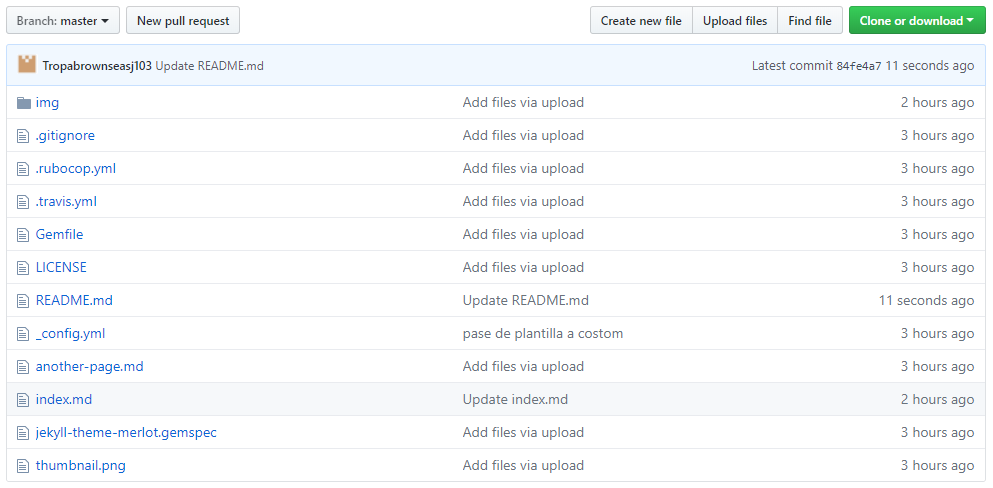 Branch: master New pull request Create new file Upload files Find file Clone or download
Tropabrownseasj103 Update README.md Latest commit 84fe4a7 11 seconds ago
img Add files via upload 2 hours ago
.gitignore Add files via upload 3 hours ago
.rubocop.yml Add files via upload 3 hours ago
.travis.yml Add files via upload 3 hours ago
Gemfile Add files via upload 3 hours ago
LICENSE Add files via upload 3 hours ago
README.md Update README.md 11 seconds ago
_config.yml pase de plantilla a costom 3 hours ago
another-page.md Add files via upload 3 hours ago
index.md Update index.md 2 hours ago
jekyll-theme-merlot.gemspec Add files via upload 3 hours ago
thumbnail.png Add files via upload 3 hours ago